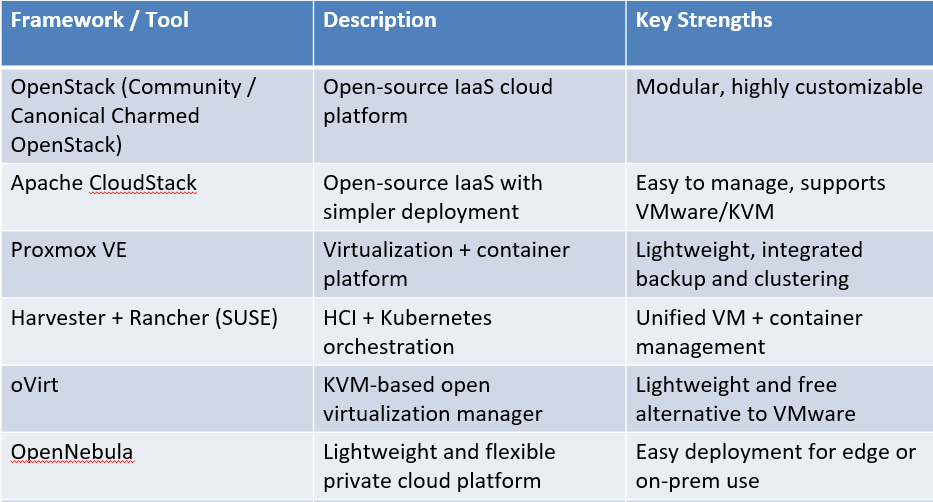 Framework / Tool
Description
Key Strengths
OpenStack (Community /
Canonical Charmed
OpenStack)
Open-source IaaS cloud
platform
Modular, highly customizable
Apache CloudStack
Open-source IaaS with
simpler deployment
Easy to manage, supports
VMware/KVM
Proxmox VE
Virtualization + container
platform
Lightweight, integrated
backup and clustering
Harvester + Rancher (SUSE)
HCI + Kubernetes
orchestration
Unified VM + container
management
oVirt
KVM-based open
virtualization manager
Lightweight and free
alternative to VMware
OpenNebula
Lightweight and flexible
private cloud platform
Easy deployment for edge or
on-prem use